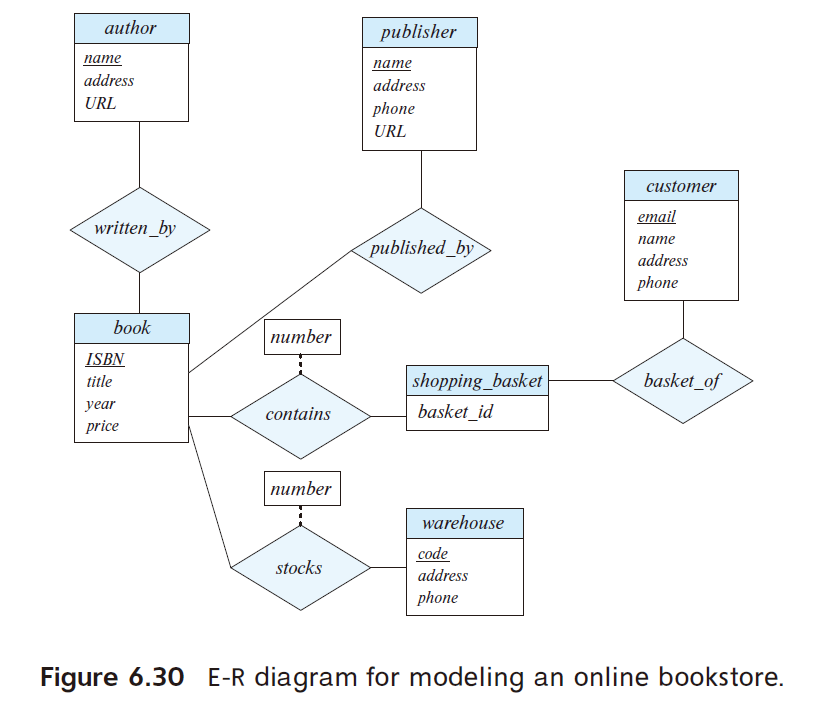 author
name
address
URL
publisher
name
address
phone
URL
written_by
published_by
customer
email
name
address
phone
book
ISBN
title
year
price
number
contains
shopping_basket
basket_id
basket_of
number
stocks
warehouse
code
address
phone
Figure 6.30 E-R diagram for modeling an online bookstore.